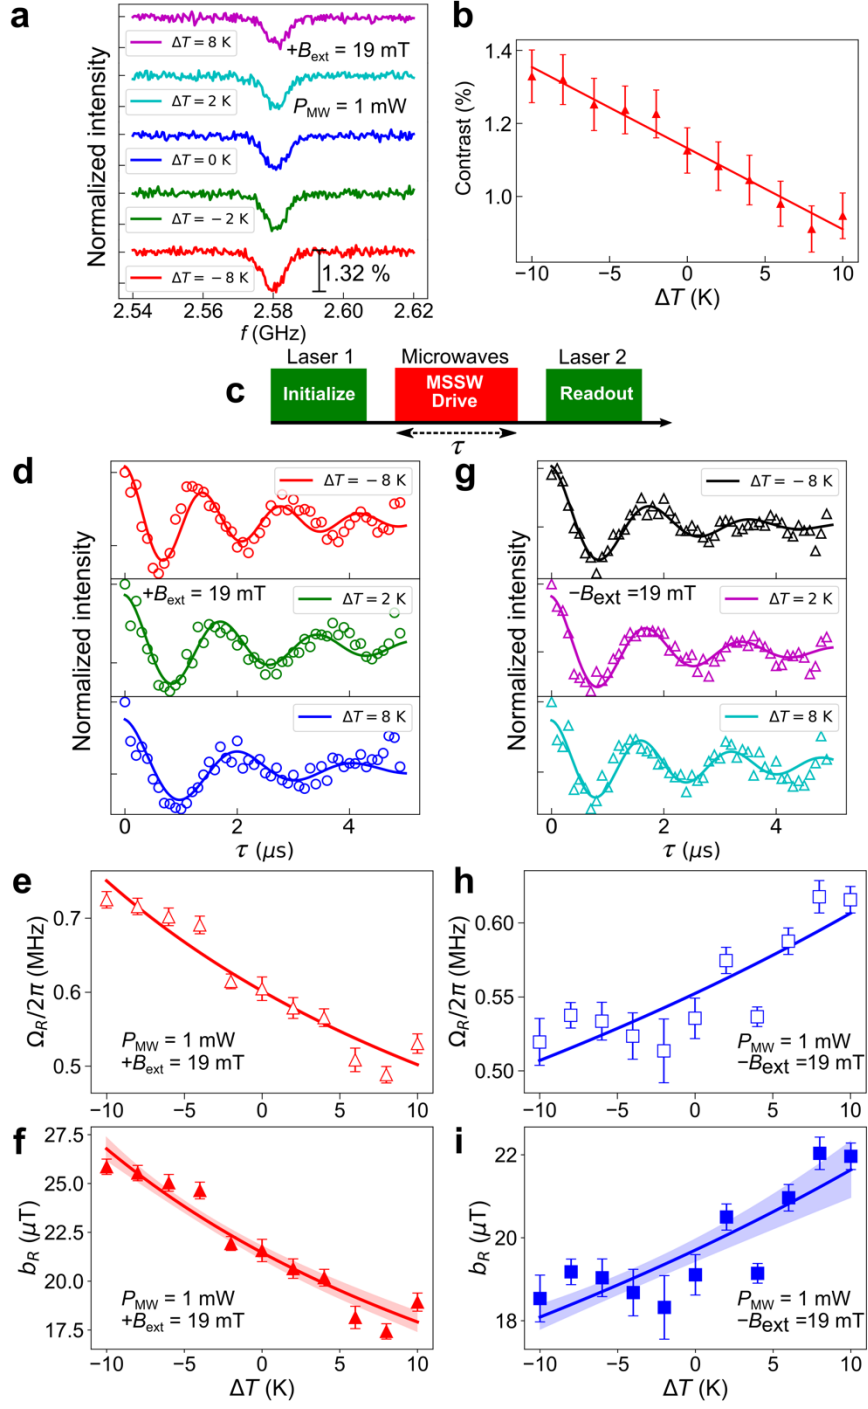 a
Normalized intensity
ΔT = 8 K
+B_ext = 19 mT
ΔT = 2 K
P_MW = 1 mW
ΔT = 0 K
ΔT = − 2 K
ΔT = − 8 K
1.32 %
2.54 2.56 2.58 2.60 2.62
f (GHz)
b
Contrast (%)
1.4
1.2
1.0
−10 −5 0 5 10
ΔT (K)
c
Laser 1 Microwaves Laser 2
Initialize MSSW Drive Readout
τ
d
Normalized intensity
ΔT = − 8 K
+B_ext = 19 mT
ΔT = 2 K
ΔT = 8 K
0 2 4
τ (μs)
g
Normalized intensity
ΔT = − 8 K
−B_ext = 19 mT
ΔT = 2 K
ΔT = 8 K
0 2 4
τ (μs)
e
Ω_R/2π (MHz)
0.7
0.6
0.5
P_MW = 1 mW
+B_ext = 19 mT
−10 −5 0 5 10
h
Ω_R/2π (MHz)
0.60
0.55
0.50
P_MW = 1 mW
−B_ext = 19 mT
−10 −5 0 5 10
f
b_R (μT)
27.5
25.0
22.5
20.0
17.5
P_MW = 1 mW
+B_ext = 19 mT
−10 −5 0 5 10
ΔT (K)
i
b_R (μT)
22
20
18
P_MW = 1 mW
−B_ext = 19 mT
−10 −5 0 5 10
ΔT (K)